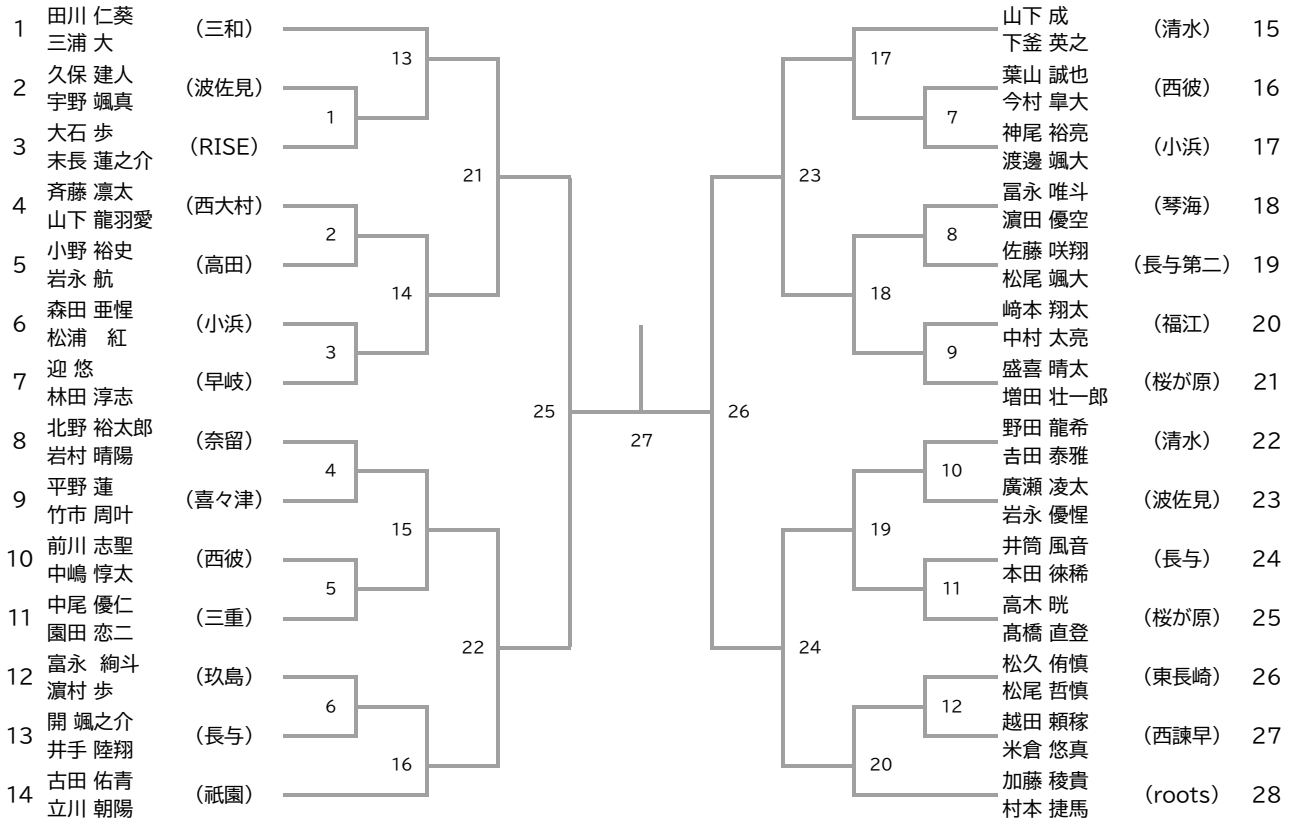 1 田川 仁葵 (三和)
三浦 大
2 久保 建人 (波佐見)
宇野 颯真
3 大石 歩 (RISE)
末長 蓮之介
4 斉藤 凛太 (西大村)
山下 龍羽愛
5 小野 裕史 (高田)
岩永 航
6 森田 亜惺 (小浜)
松浦　紅
7 迎 悠 (早岐)
林田 淳志
8 北野 裕太郎 (奈留)
岩村 晴陽
9 平野 蓮 (喜々津)
竹市 周叶
10 前川 志聖 (西彼)
中嶋 惇太
11 中尾 優仁 (三重)
園田 恋二
12 富永 絢斗 (玖島)
濵村 歩
13 開 颯之介 (長与)
井手 陸翔
14 古田 佑青 (祇園)
立川 朝陽
13
1
21
2
14
3
25
4
15
5
22
6
16
27
17
7
23
8
18
9
26
10
19
11
24
12
20
山下 成 (清水) 15
下釜 英之
葉山 誠也 (西彼) 16
今村 皐大
神尾 裕亮 (小浜) 17
渡邊 颯大
冨永 唯斗 (琴海) 18
濵田 優空
佐藤 咲翔 (長与第二) 19
松尾 颯大
﨑本 翔太 (福江) 20
中村 太亮
盛喜 晴太 (桜が原) 21
増田 壮一郎
野田 龍希 (清水) 22
𠮷田 泰雅
廣瀬 凌太 (波佐見) 23
岩永 優惺
井筒 風音 (長与) 24
本田 徠稀
高木 晄 (桜が原) 25
髙橋 直登
松久 侑慎 (東長崎) 26
松尾 哲慎
越田 頼稼 (西諫早) 27
米倉 悠真
加藤 稜貴 (roots) 28
村本 捷馬